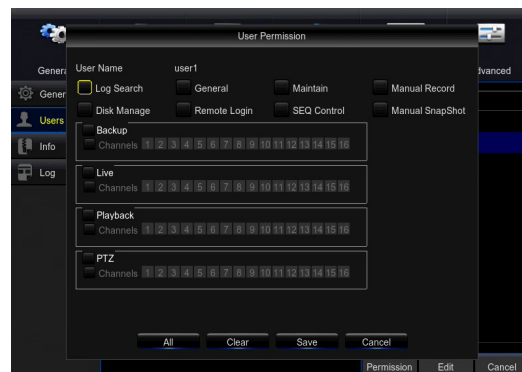 User Permission
Genera
dvanced
User Name user1
Log Search General Maintain Manual Record
Gener
Disk Manage Remote Login SEQ Control Manual SnapShot
Users
Backup
Channels 1 2 3 4 5 6 7 8 9 10 11 12 13 14 15 16
Info
Live
Log
Channels 1 2 3 4 5 6 7 8 9 10 11 12 13 14 15 16
Playback
Channels 1 2 3 4 5 6 7 8 9 10 11 12 13 14 15 16
PTZ
Channels 1 2 3 4 5 6 7 8 9 10 11 12 13 14 15 16
All Clear Save Cancel
Permission Edit Cancel